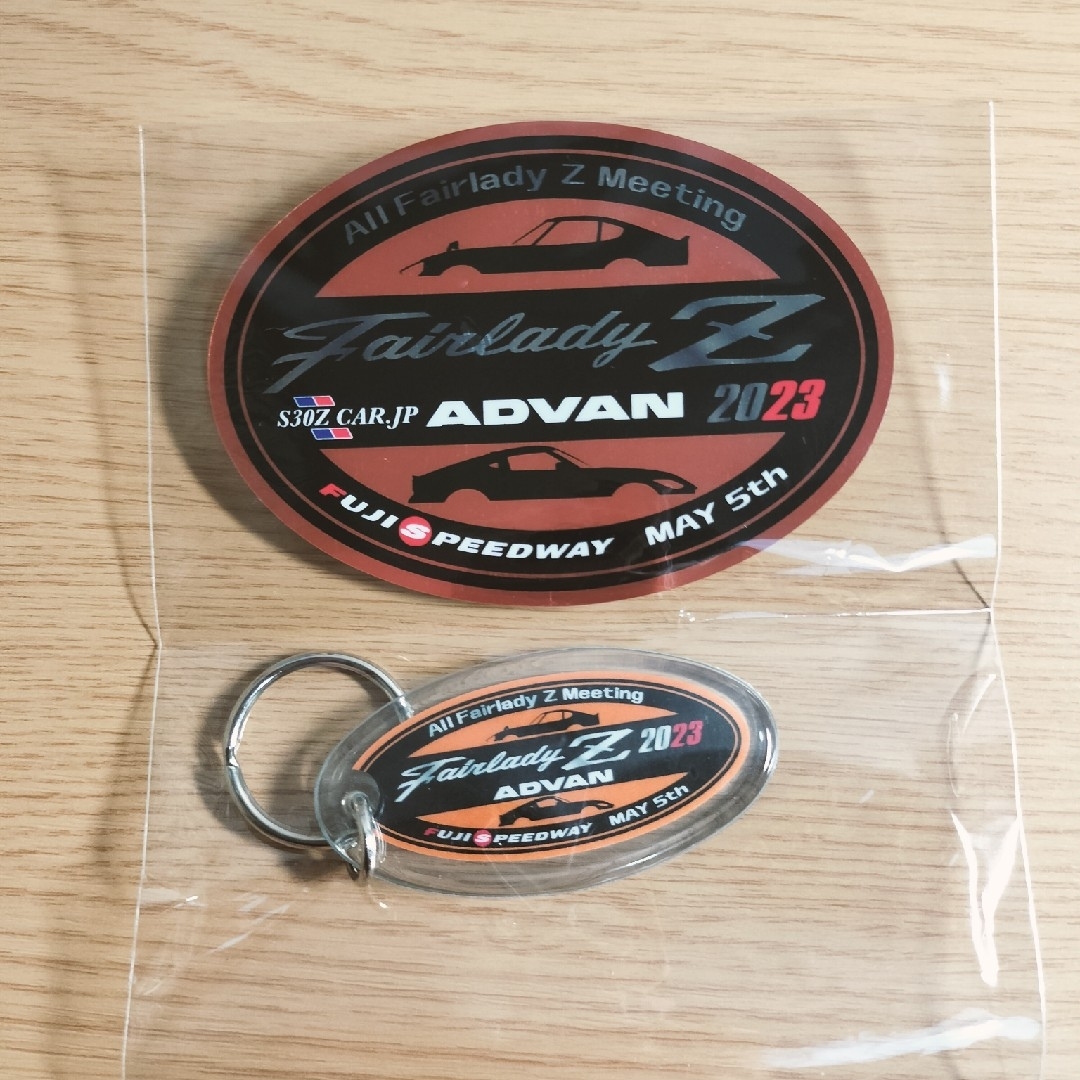 All Fairlady Z Meeting
Fairlady Z
S30Z CAR.JP ADVAN 2023
FUJI SPEEDWAY MAY 5th
All Fairlady Z Meeting
Fairlady Z 2023
ADVAN
FUJI SPEEDWAY MAY 5th